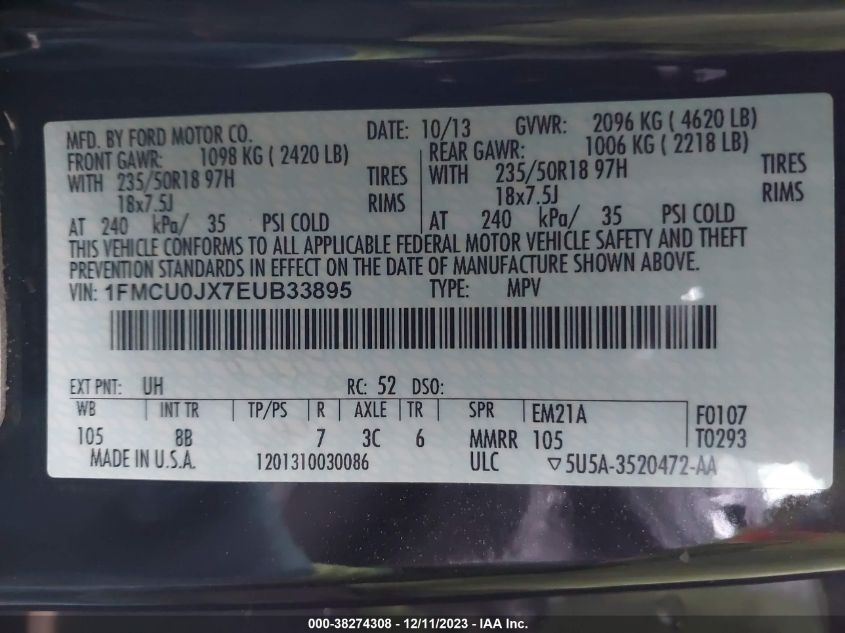 MFD. BY FORD MOTOR CO. DATE: 10/13 GVWR: 2096 KG ( 4620 LB)
FRONT GAWR: 1098 KG ( 2420 LB) REAR GAWR: 1006 KG ( 2218 LB)
WITH 235/50R18 97H TIRES WITH 235/50R18 97H TIRES
18x7.5J RIMS 18x7.5J RIMS
AT 240 kPa/ 35 PSI COLD AT 240 kPa/ 35 PSI COLD
THIS VEHICLE CONFORMS TO ALL APPLICABLE FEDERAL MOTOR VEHICLE SAFETY AND THEFT
PREVENTION STANDARDS IN EFFECT ON THE DATE OF MANUFACTURE SHOWN ABOVE.
VIN: 1FMCU0JX7EUB33895 TYPE: MPV
EXT PNT: UH RC: 52 DSO:
WB INT TR TP/PS R AXLE TR SPR EM21A F0107
105 8B 7 3C 6 MMRR 105 T0293
MADE IN U.S.A. 1201310030086 ULC ▽5U5A-3520472-AA
000-38274308 - 12/11/2023 - IAAI.com